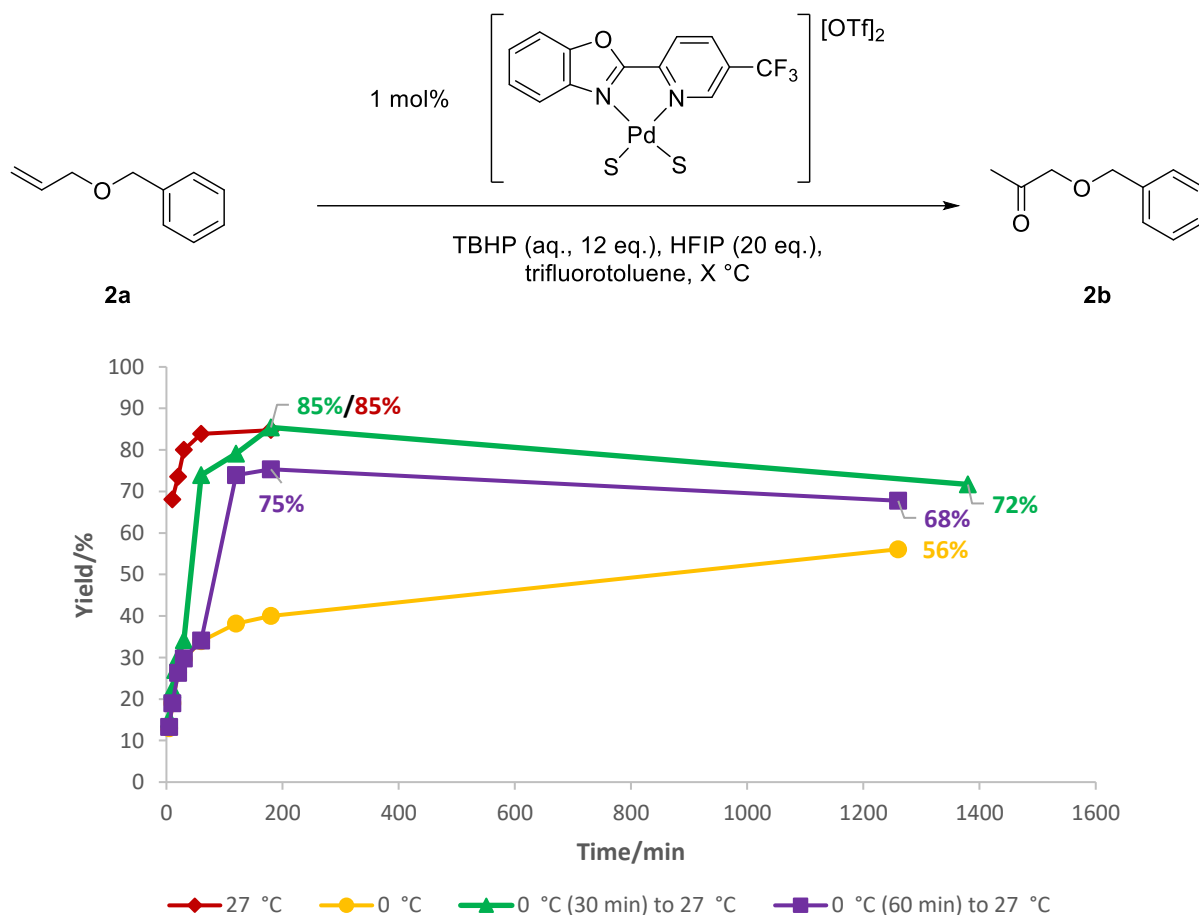 [OTf]2
O
CF3
1 mol%
N
N
Pd
S
S
O
O
O
TBHP (aq., 12 eq.), HFIP (20 eq.),
trifluorotoluene, X °C
2a
2b
100
90
80
70
60
50
40
30
20
10
0
Yield/%
85%/85%
75%
72%
68%
56%
0
200
400
600
800
1000
1200
1400
1600
Time/min
27 °C
0 °C
0 °C (30 min) to 27 °C
0 °C (60 min) to 27 °C